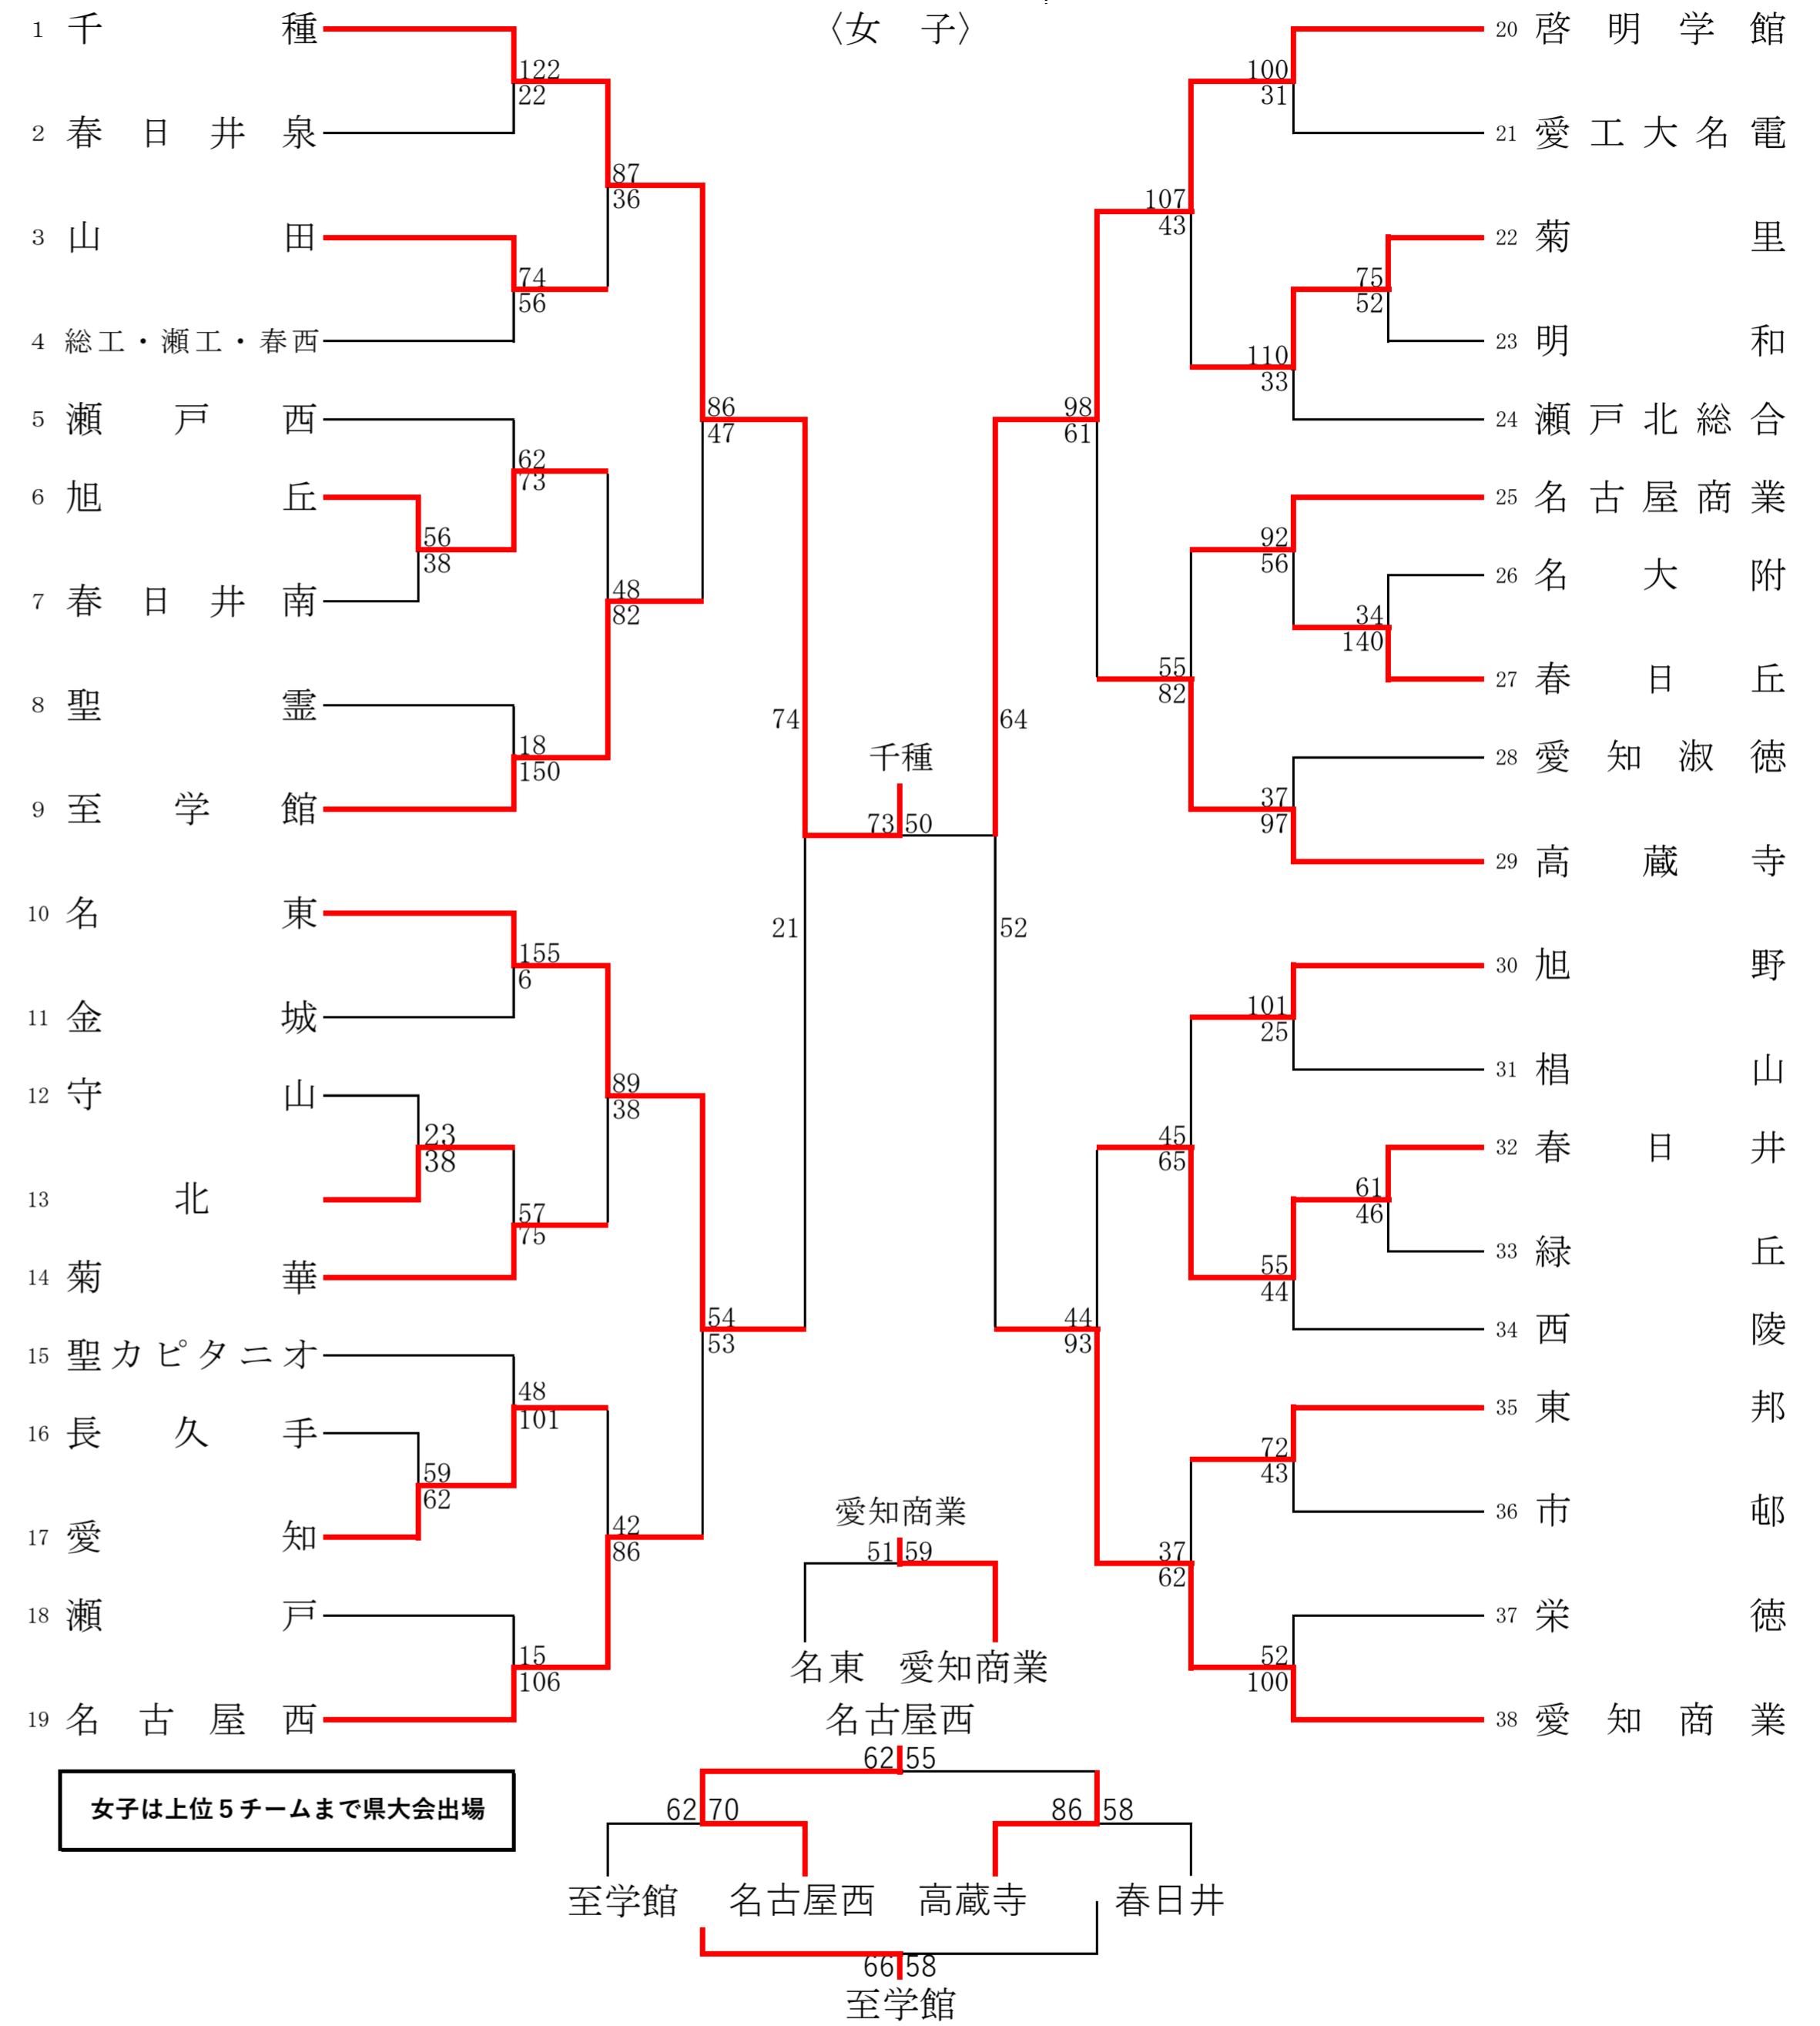 〈女 子〉
1 千種
2 春日井泉
3 山田
4 総工・瀬工・春西
5 瀬戸西
6 旭丘
7 春日井南
8 聖霊
9 至学館
10 名東
11 金城
12 守山
13 北
14 菊華
15 聖カピタニオ
16 長久手
17 愛知
18 瀬戸
19 名古屋西
122
22
87
36
74
56
86
47
62
73
56
38
48
82
18
150
155
6
89
38
23
38
57
75
54
53
48
101
59
62
42
86
15
106
74
21
千種
73 50
64
52
愛知商業
51 59
名東 愛知商業
20 啓明学館
21 愛工大名電
22 菊里
23 明和
24 瀬戸北総合
25 名古屋商業
26 名大附
27 春日丘
28 愛知淑徳
29 高蔵寺
30 旭野
31 椙山
32 春日井
33 緑丘
34 西陵
35 東邦
36 市邨
37 栄徳
38 愛知商業
100
31
107
43
75
52
110
33
98
61
92
56
34
140
55
82
37
97
101
25
45
65
61
46
55
44
44
93
72
43
37
62
52
100
名古屋西
62 55
62 70
86 58
至学館 名古屋西 高蔵寺 春日井
66 58
至学館
女子は上位５チームまで県大会出場